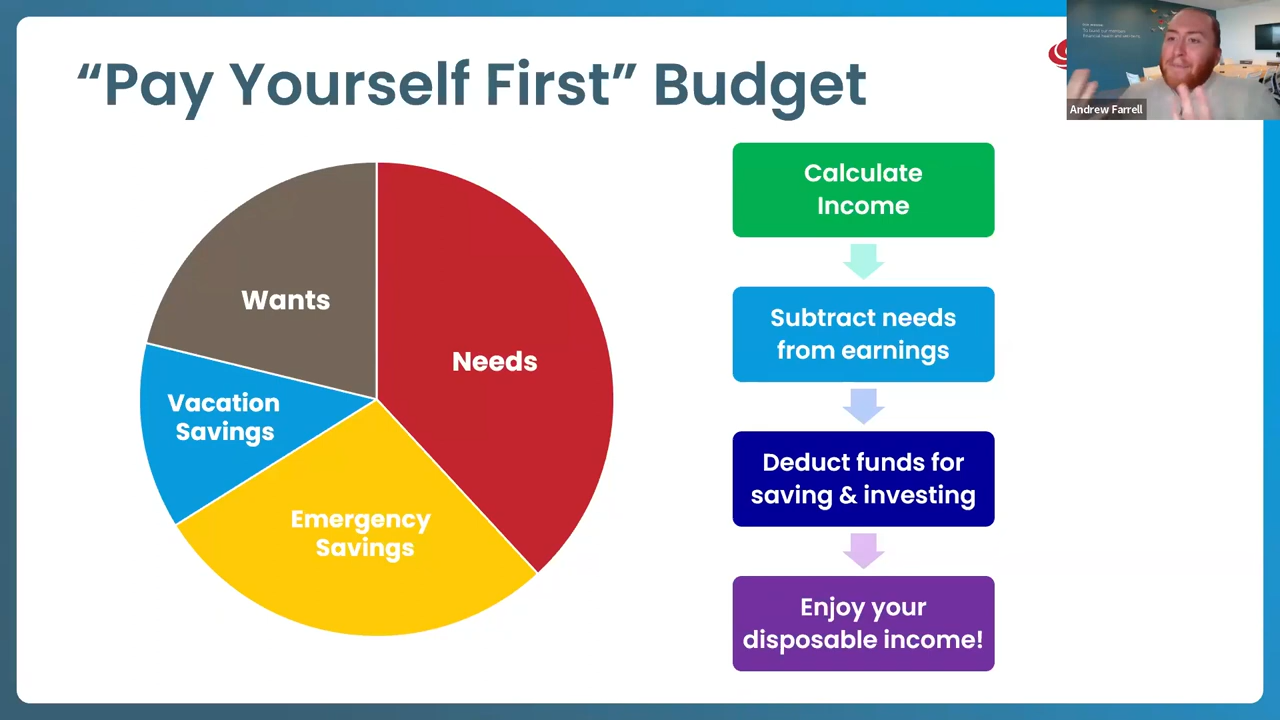 “Pay Yourself First” Budget
Andrew Farrell
Wants
Needs
Vacation
Savings
Emergency
Savings
Calculate
Income
Subtract needs
from earnings
Deduct funds for
saving & investing
Enjoy your
disposable income!